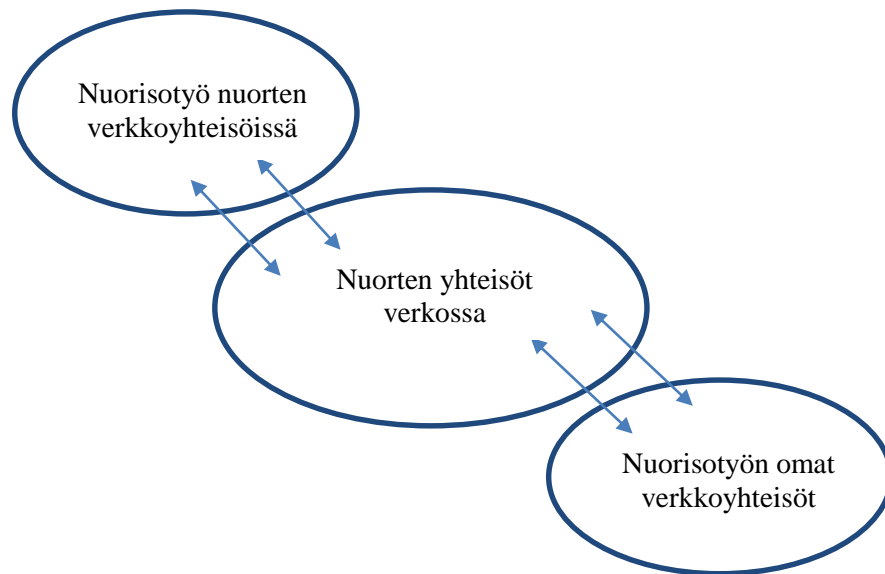 Nuorisotyö nuorten
verkkoyhteisöissä
Nuorten yhteisöt
verkossa
Nuorisotyön omat
verkkoyhteisöt